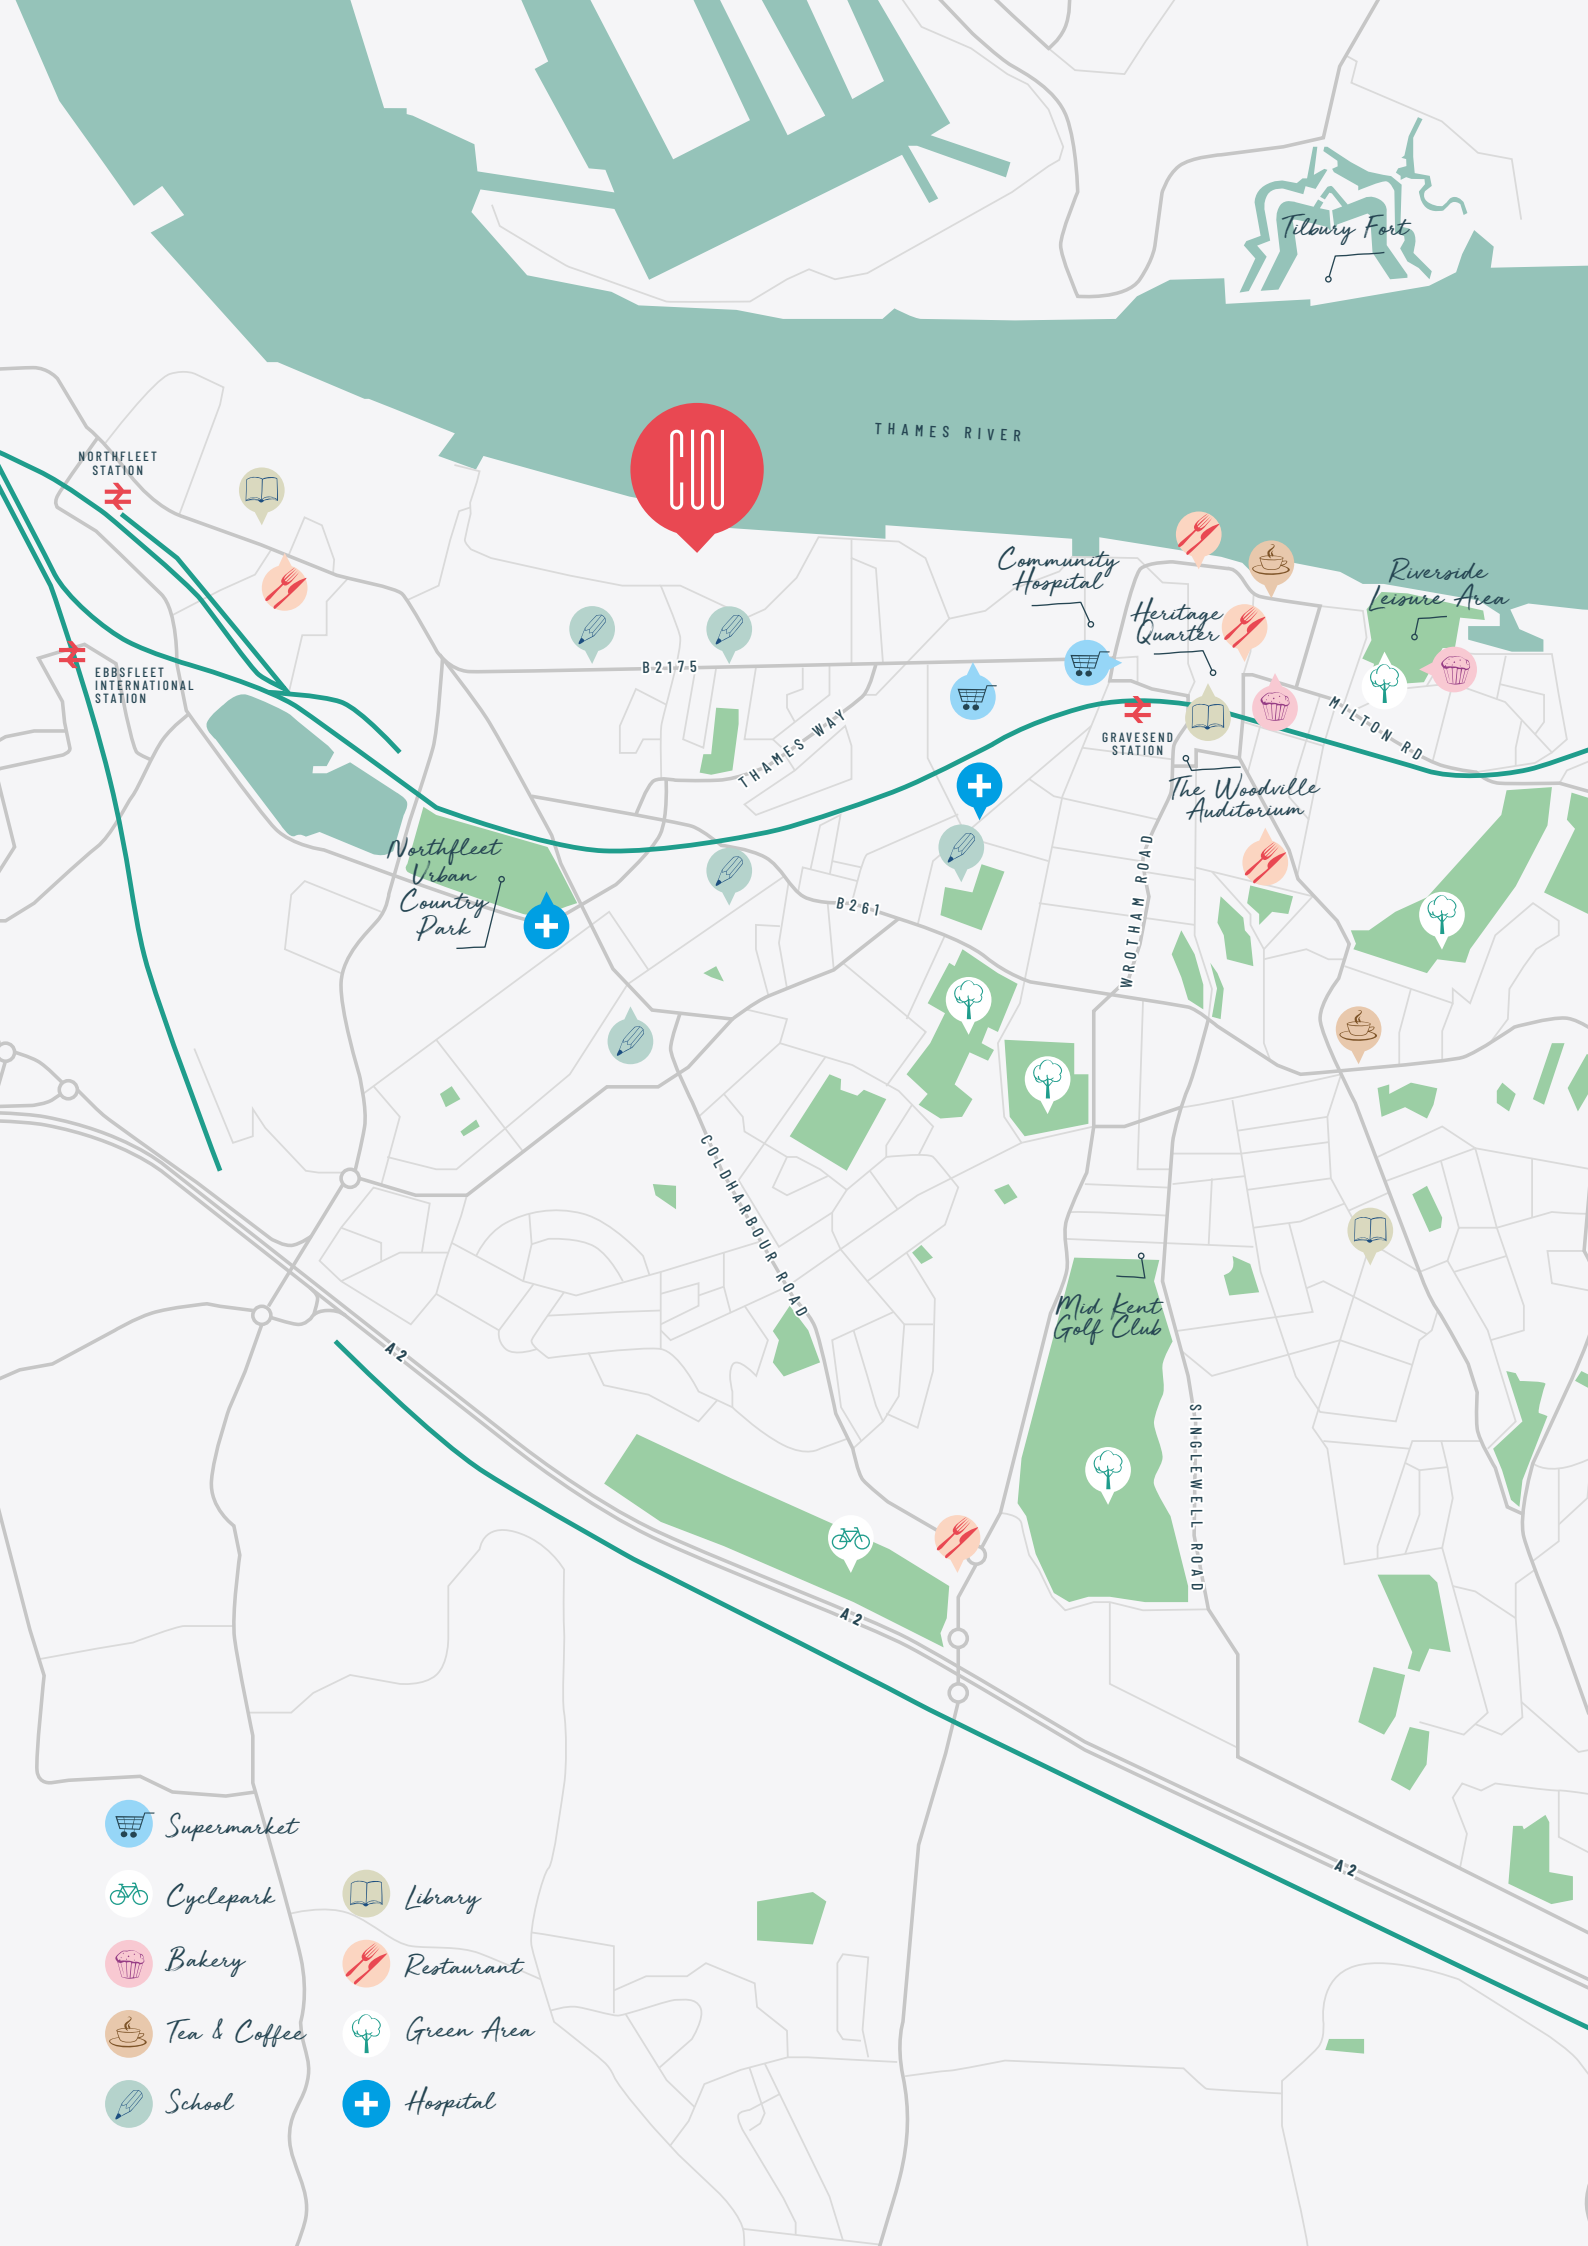 Tilbury Fort
THAMES RIVER
NORTHFLEET
STATION
Community
Hospital
Riverside
Leisure Area
Heritage
Quarter
B2175
EBBSFLEET
INTERNATIONAL
STATION
THAMES WAY
MILTON RD
GRAVESEND
STATION
The Woodville
Auditorium
Northfleet
Urban
Country
Park
B261
WROTHAM ROAD
COLDHARBOUR ROAD
Mid Kent
Golf Club
A2
SINGLEWELL ROAD
A2
A2
Supermarket
Cyclepark
Library
Bakery
Restaurant
Tea & Coffee
Green Area
School
Hospital